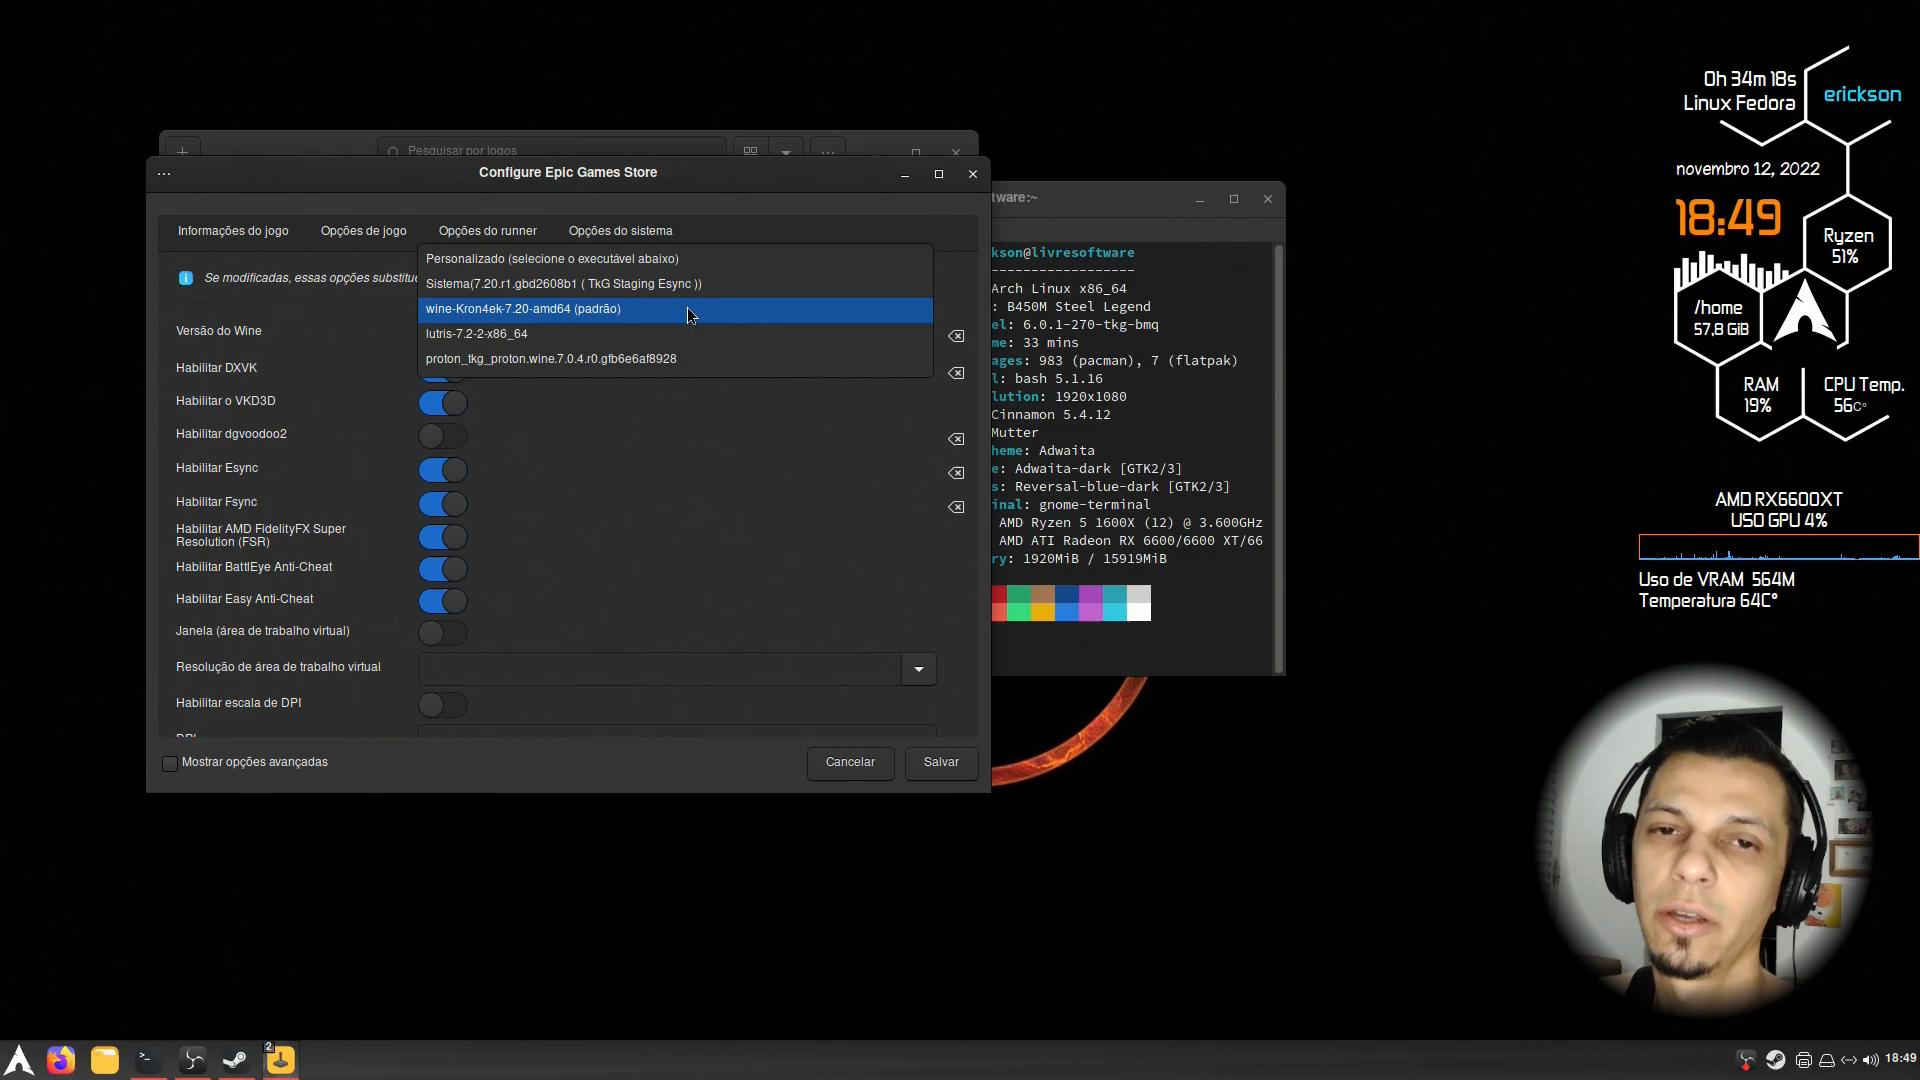 Pesquisar por jogos
Configure Epic Games Store
Informações do jogo
Opções de jogo
Opções do runner
Opções do sistema
Se modificadas, essas opções substitue
Personalizado (selecione o executável abaixo)
Sistema(7.20.r1.gbd2608b1 ( TkG Staging Esync ))
wine-Kron4ek-7.20-amd64 (padrão)
lutris-7.2-2-x86_64
proton_tkg_proton.wine.7.0.4.r0.gfb6e6af8928
Versão do Wine
Habilitar DXVK
Habilitar o VKD3D
Habilitar dgvoodoo2
Habilitar Esync
Habilitar Fsync
Habilitar AMD FidelityFX Super
Resolution (FSR)
Habilitar BattlEye Anti-Cheat
Habilitar Easy Anti-Cheat
Janela (área de trabalho virtual)
Resolução de área de trabalho virtual
Habilitar escala de DPI
DPI
Mostrar opções avançadas
Cancelar
Salvar
tware:~
kson@livresoftware
------------------
Arch Linux x86_64
: B450M Steel Legend
el: 6.0.1-270-tkg-bmq
me: 33 mins
ages: 983 (pacman), 7 (flatpak)
l: bash 5.1.16
lution: 1920x1080
Cinnamon 5.4.12
Mutter
heme: Adwaita
e: Adwaita-dark [GTK2/3]
s: Reversal-blue-dark [GTK2/3]
inal: gnome-terminal
AMD Ryzen 5 1600X (12) @ 3.600GHz
AMD ATI Radeon RX 6600/6600 XT/66
ry: 1920MiB / 15919MiB
0h 34m 18s
Linux Fedora
erickson
novembro 12, 2022
18:49
Ryzen
51%
/home
57,8 GiB
RAM
19%
CPU Temp.
56C°
AMD RX6600XT
USO GPU 4%
Uso de VRAM 564M
Temperatura 64C°
2
18:49